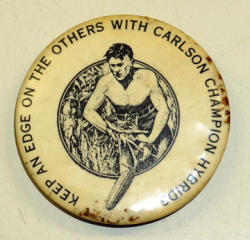 KEEP AN EDGE ON THE OTHERS WITH CARLSON CHAMPION HYBRIDS